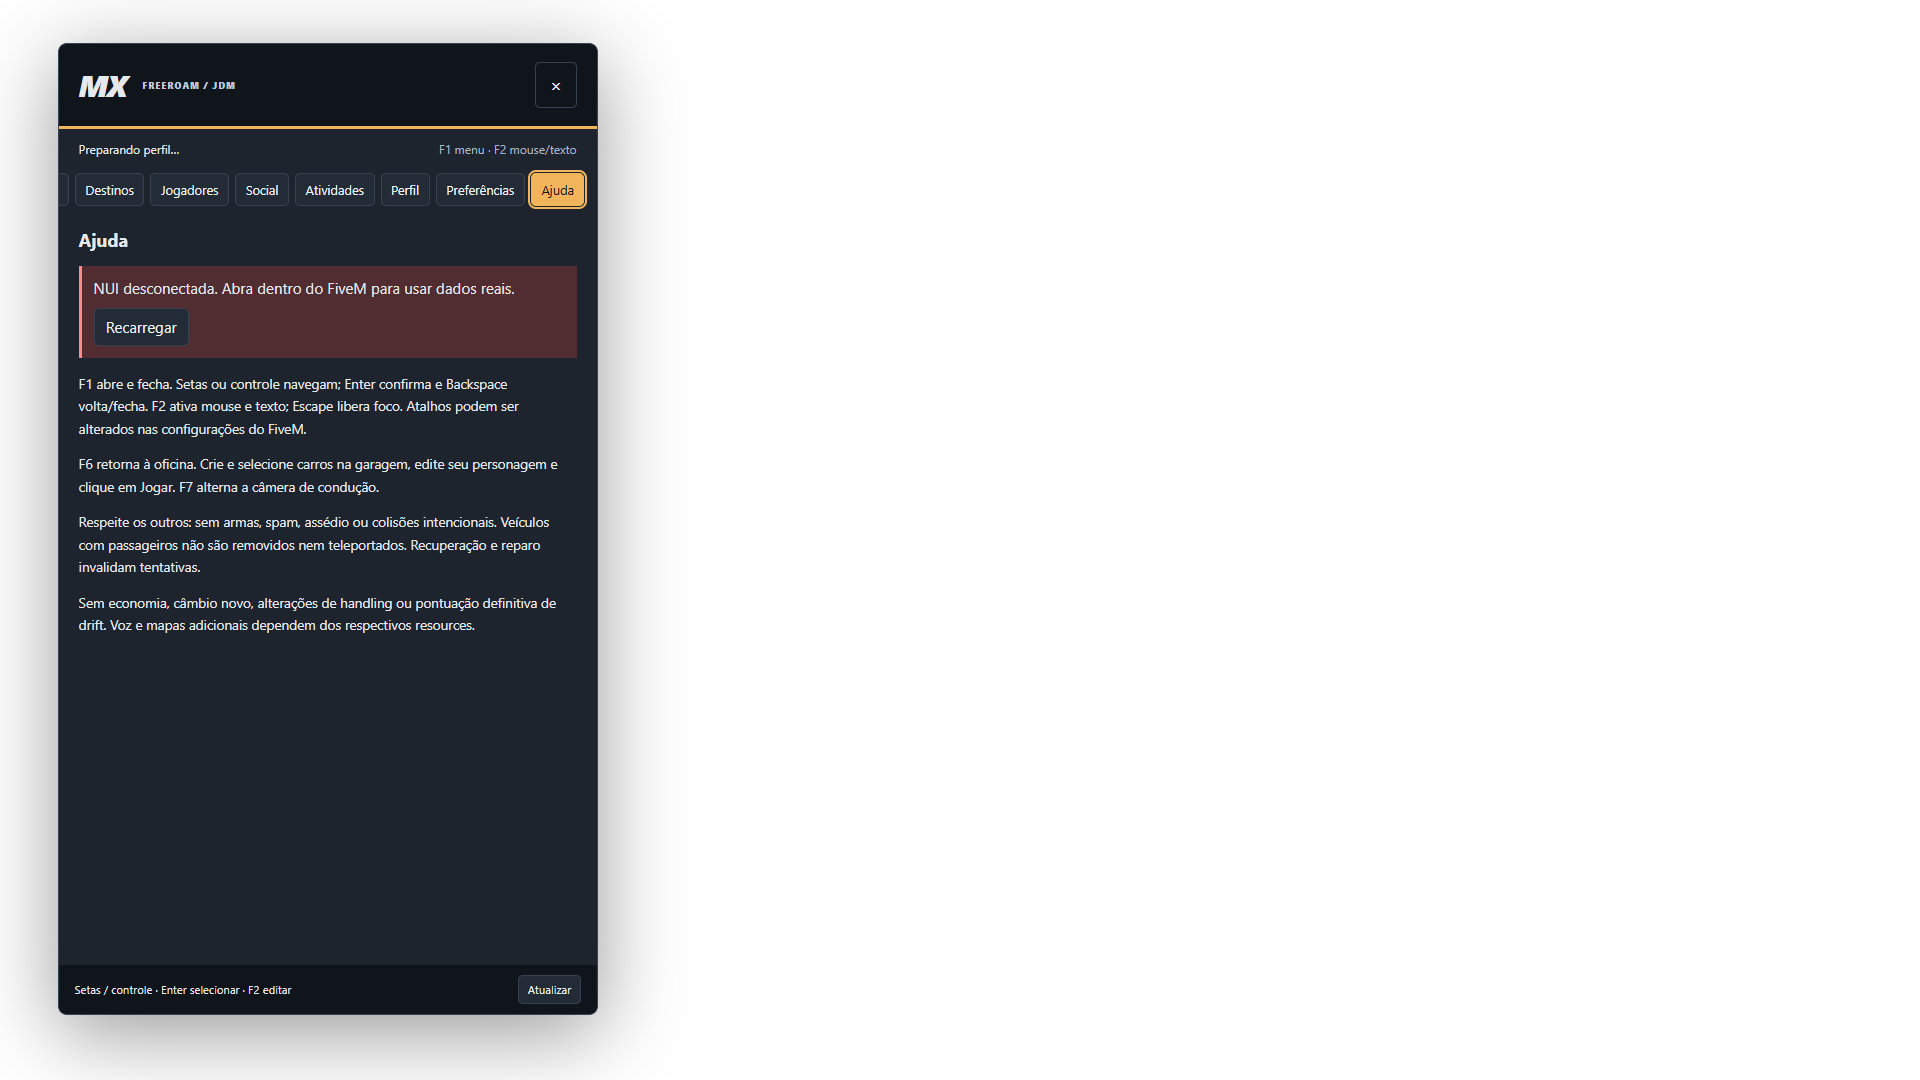 MX FREEROAM / JDM ×
Preparando perfil... F1 menu · F2 mouse/texto
Destinos Jogadores Social Atividades Perfil Preferências Ajuda
Ajuda
NUI desconectada. Abra dentro do FiveM para usar dados reais.
Recarregar
F1 abre e fecha. Setas ou controle navegam; Enter confirma e Backspace
volta/fecha. F2 ativa mouse e texto; Escape libera foco. Atalhos podem ser
alterados nas configurações do FiveM.
F6 retorna à oficina. Crie e selecione carros na garagem, edite seu personagem e
clique em Jogar. F7 alterna a câmera de condução.
Respeite os outros: sem armas, spam, assédio ou colisões intencionais. Veículos
com passageiros não são removidos nem teleportados. Recuperação e reparo
invalidam tentativas.
Sem economia, câmbio novo, alterações de handling ou pontuação definitiva de
drift. Voz e mapas adicionais dependem dos respectivos resources.
Setas / controle · Enter selecionar · F2 editar Atualizar